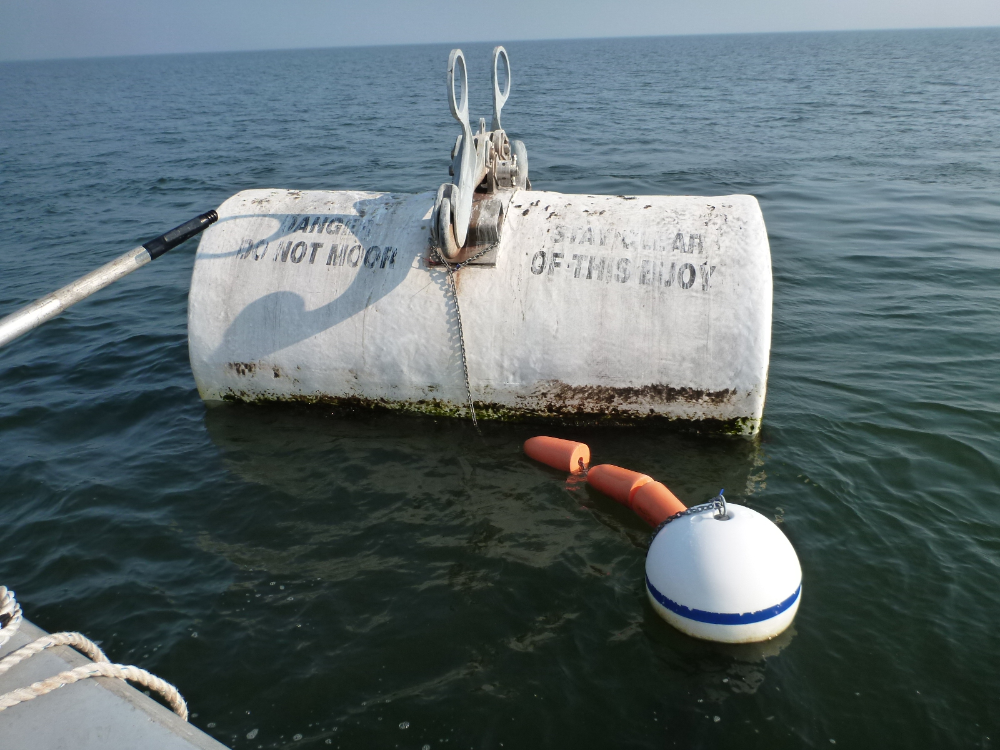 DANGER
DO NOT MOOR
STAY CLEAR
OF THIS BUOY